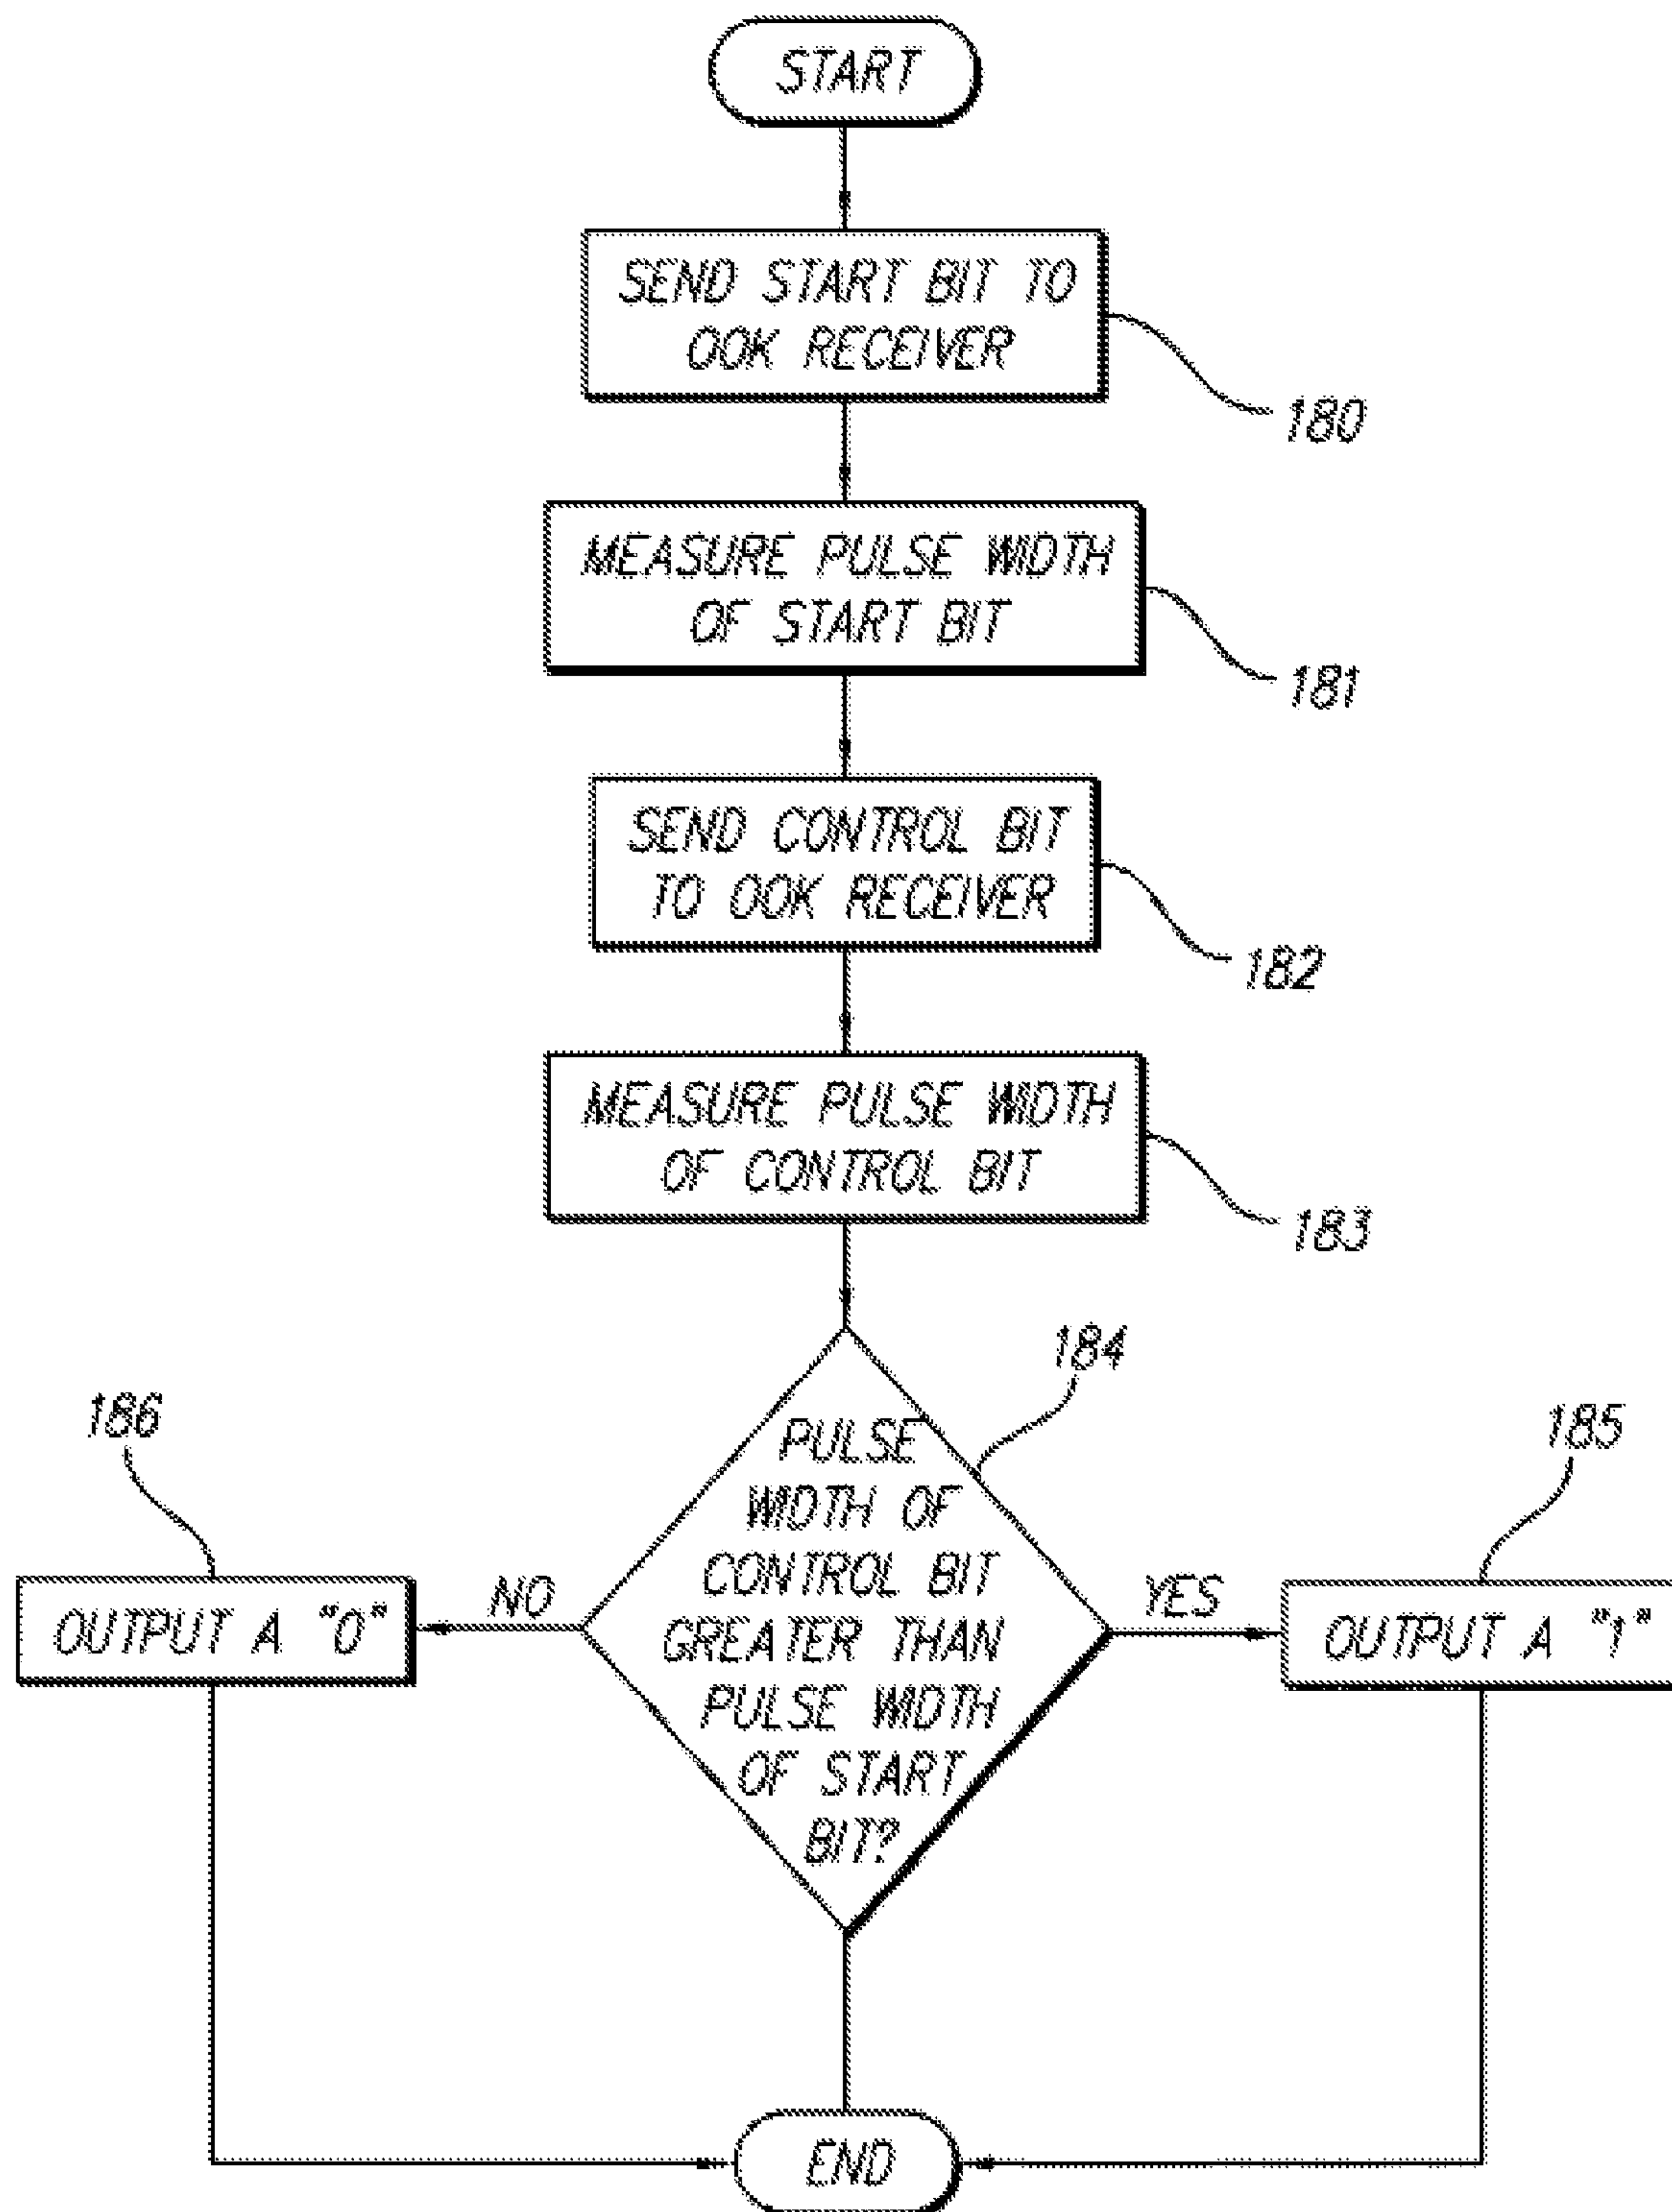 START
SEND START BIT TO
OOK RECEIVER
180
MEASURE PULSE WIDTH
OF START BIT
181
SEND CONTROL BIT
TO OOK RECEIVER
182
MEASURE PULSE WIDTH
OF CONTROL BIT
183
184
PULSE
WIDTH OF
CONTROL BIT
GREATER THAN
PULSE WIDTH
OF START
BIT?
186
NO
OUTPUT A "0"
185
YES
OUTPUT A "1"
END